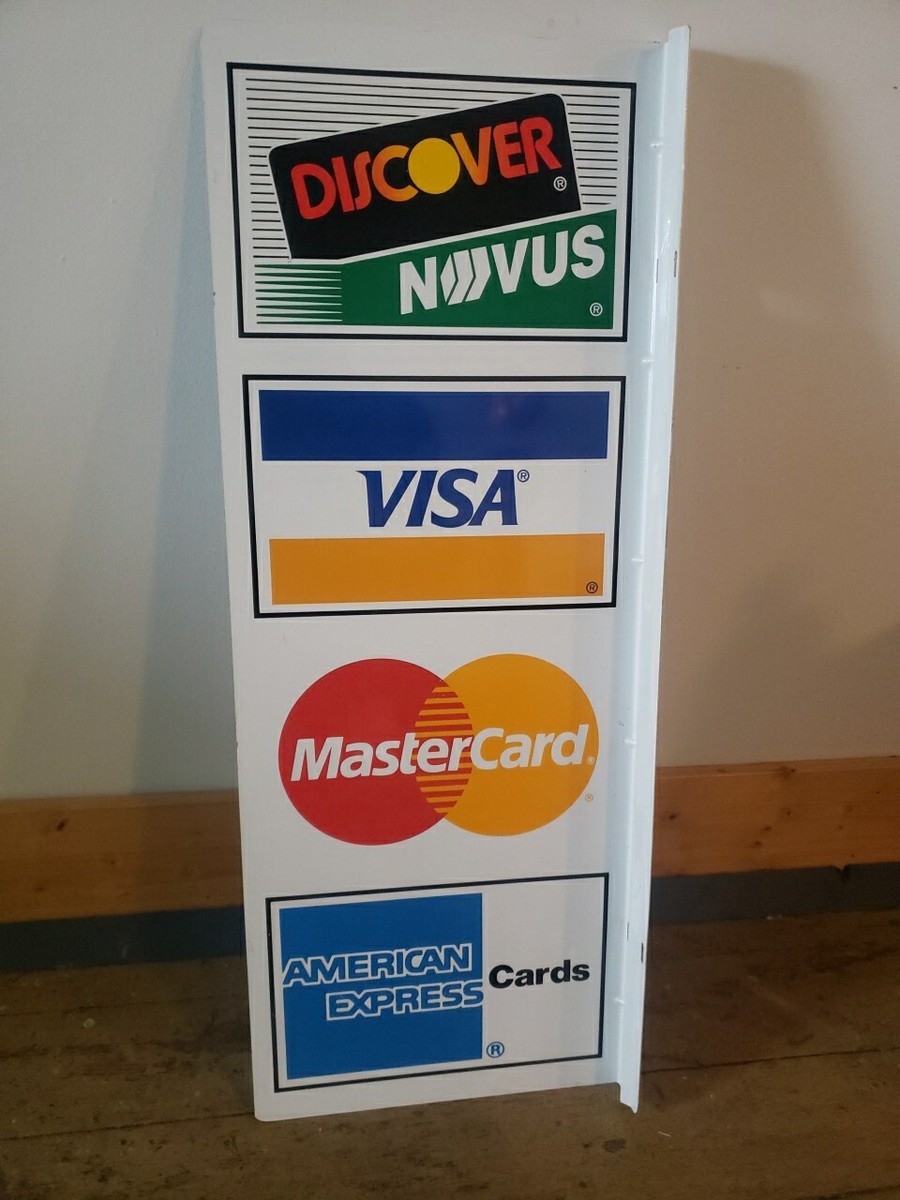 DISCOVER®
NOVUS
®
VISA®
®
MasterCard®
®
AMERICAN
EXPRESS
Cards
®